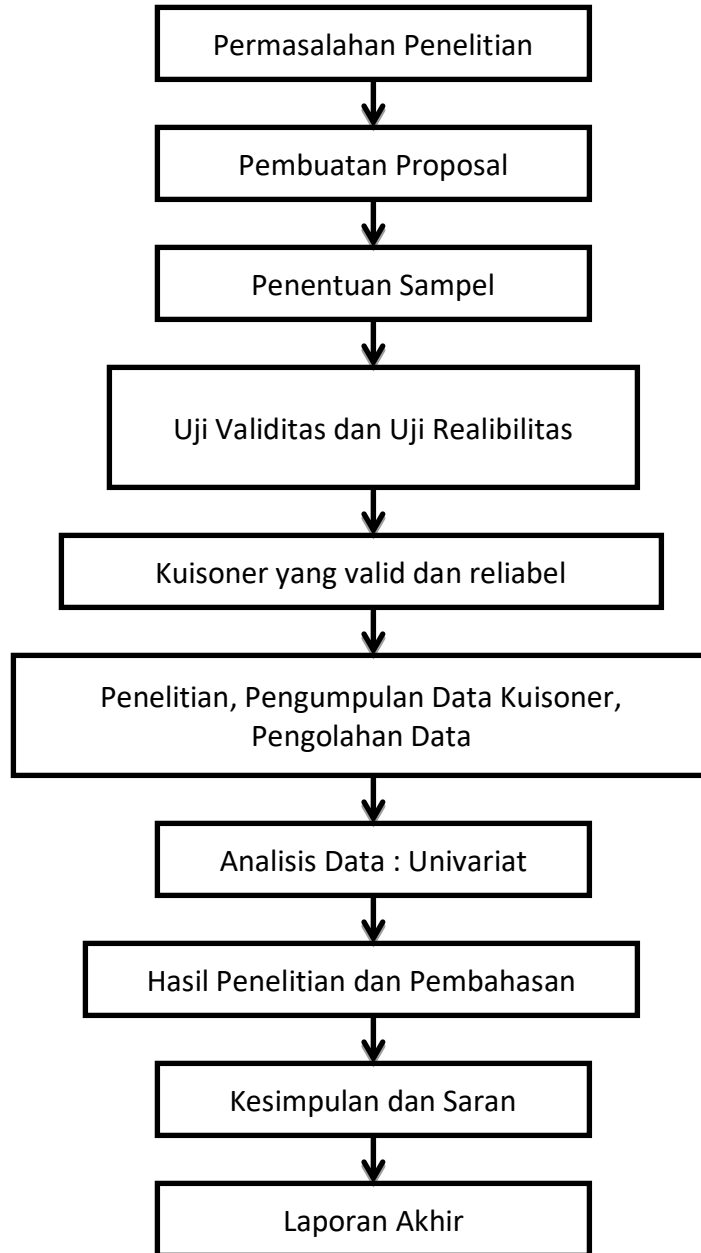 Permasalahan Penelitian
Pembuatan Proposal
Penentuan Sampel
Uji Validitas dan Uji Realibilitas
Kuisoner yang valid dan reliabel
Penelitian, Pengumpulan Data Kuisoner,
Pengolahan Data
Analisis Data : Univariat
Hasil Penelitian dan Pembahasan
Kesimpulan dan Saran
Laporan Akhir